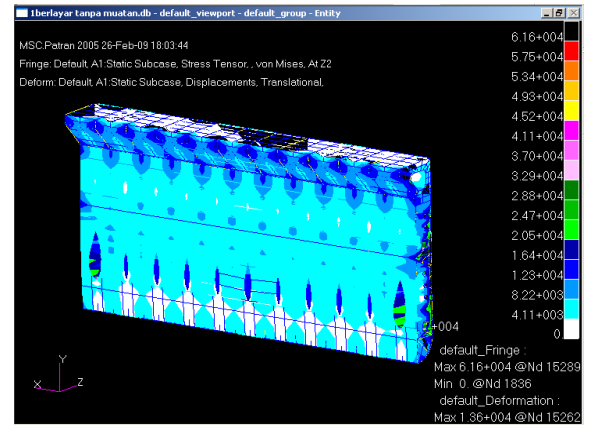 1berlayar tanpa muatan.db - default_viewport - default_group - Entity
MSC.Patran 2005 26-Feb-09 18:03:44
Fringe: Default, A1:Static Subcase, Stress Tensor, , von Mises, At Z2
Deform: Default, A1:Static Subcase, Displacements, Translational,
6.16+004
5.75+004
5.34+004
4.93+004
4.52+004
4.11+004
3.70+004
3.29+004
2.88+004
2.47+004
2.05+004
1.64+004
1.23+004
8.22+003
4.11+003
0
+004
default_Fringe :
Max 6.16+004 @Nd 15289
Min 0. @Nd 1836
default_Deformation :
Max 1.36+004 @Nd 15262
Y
X
Z